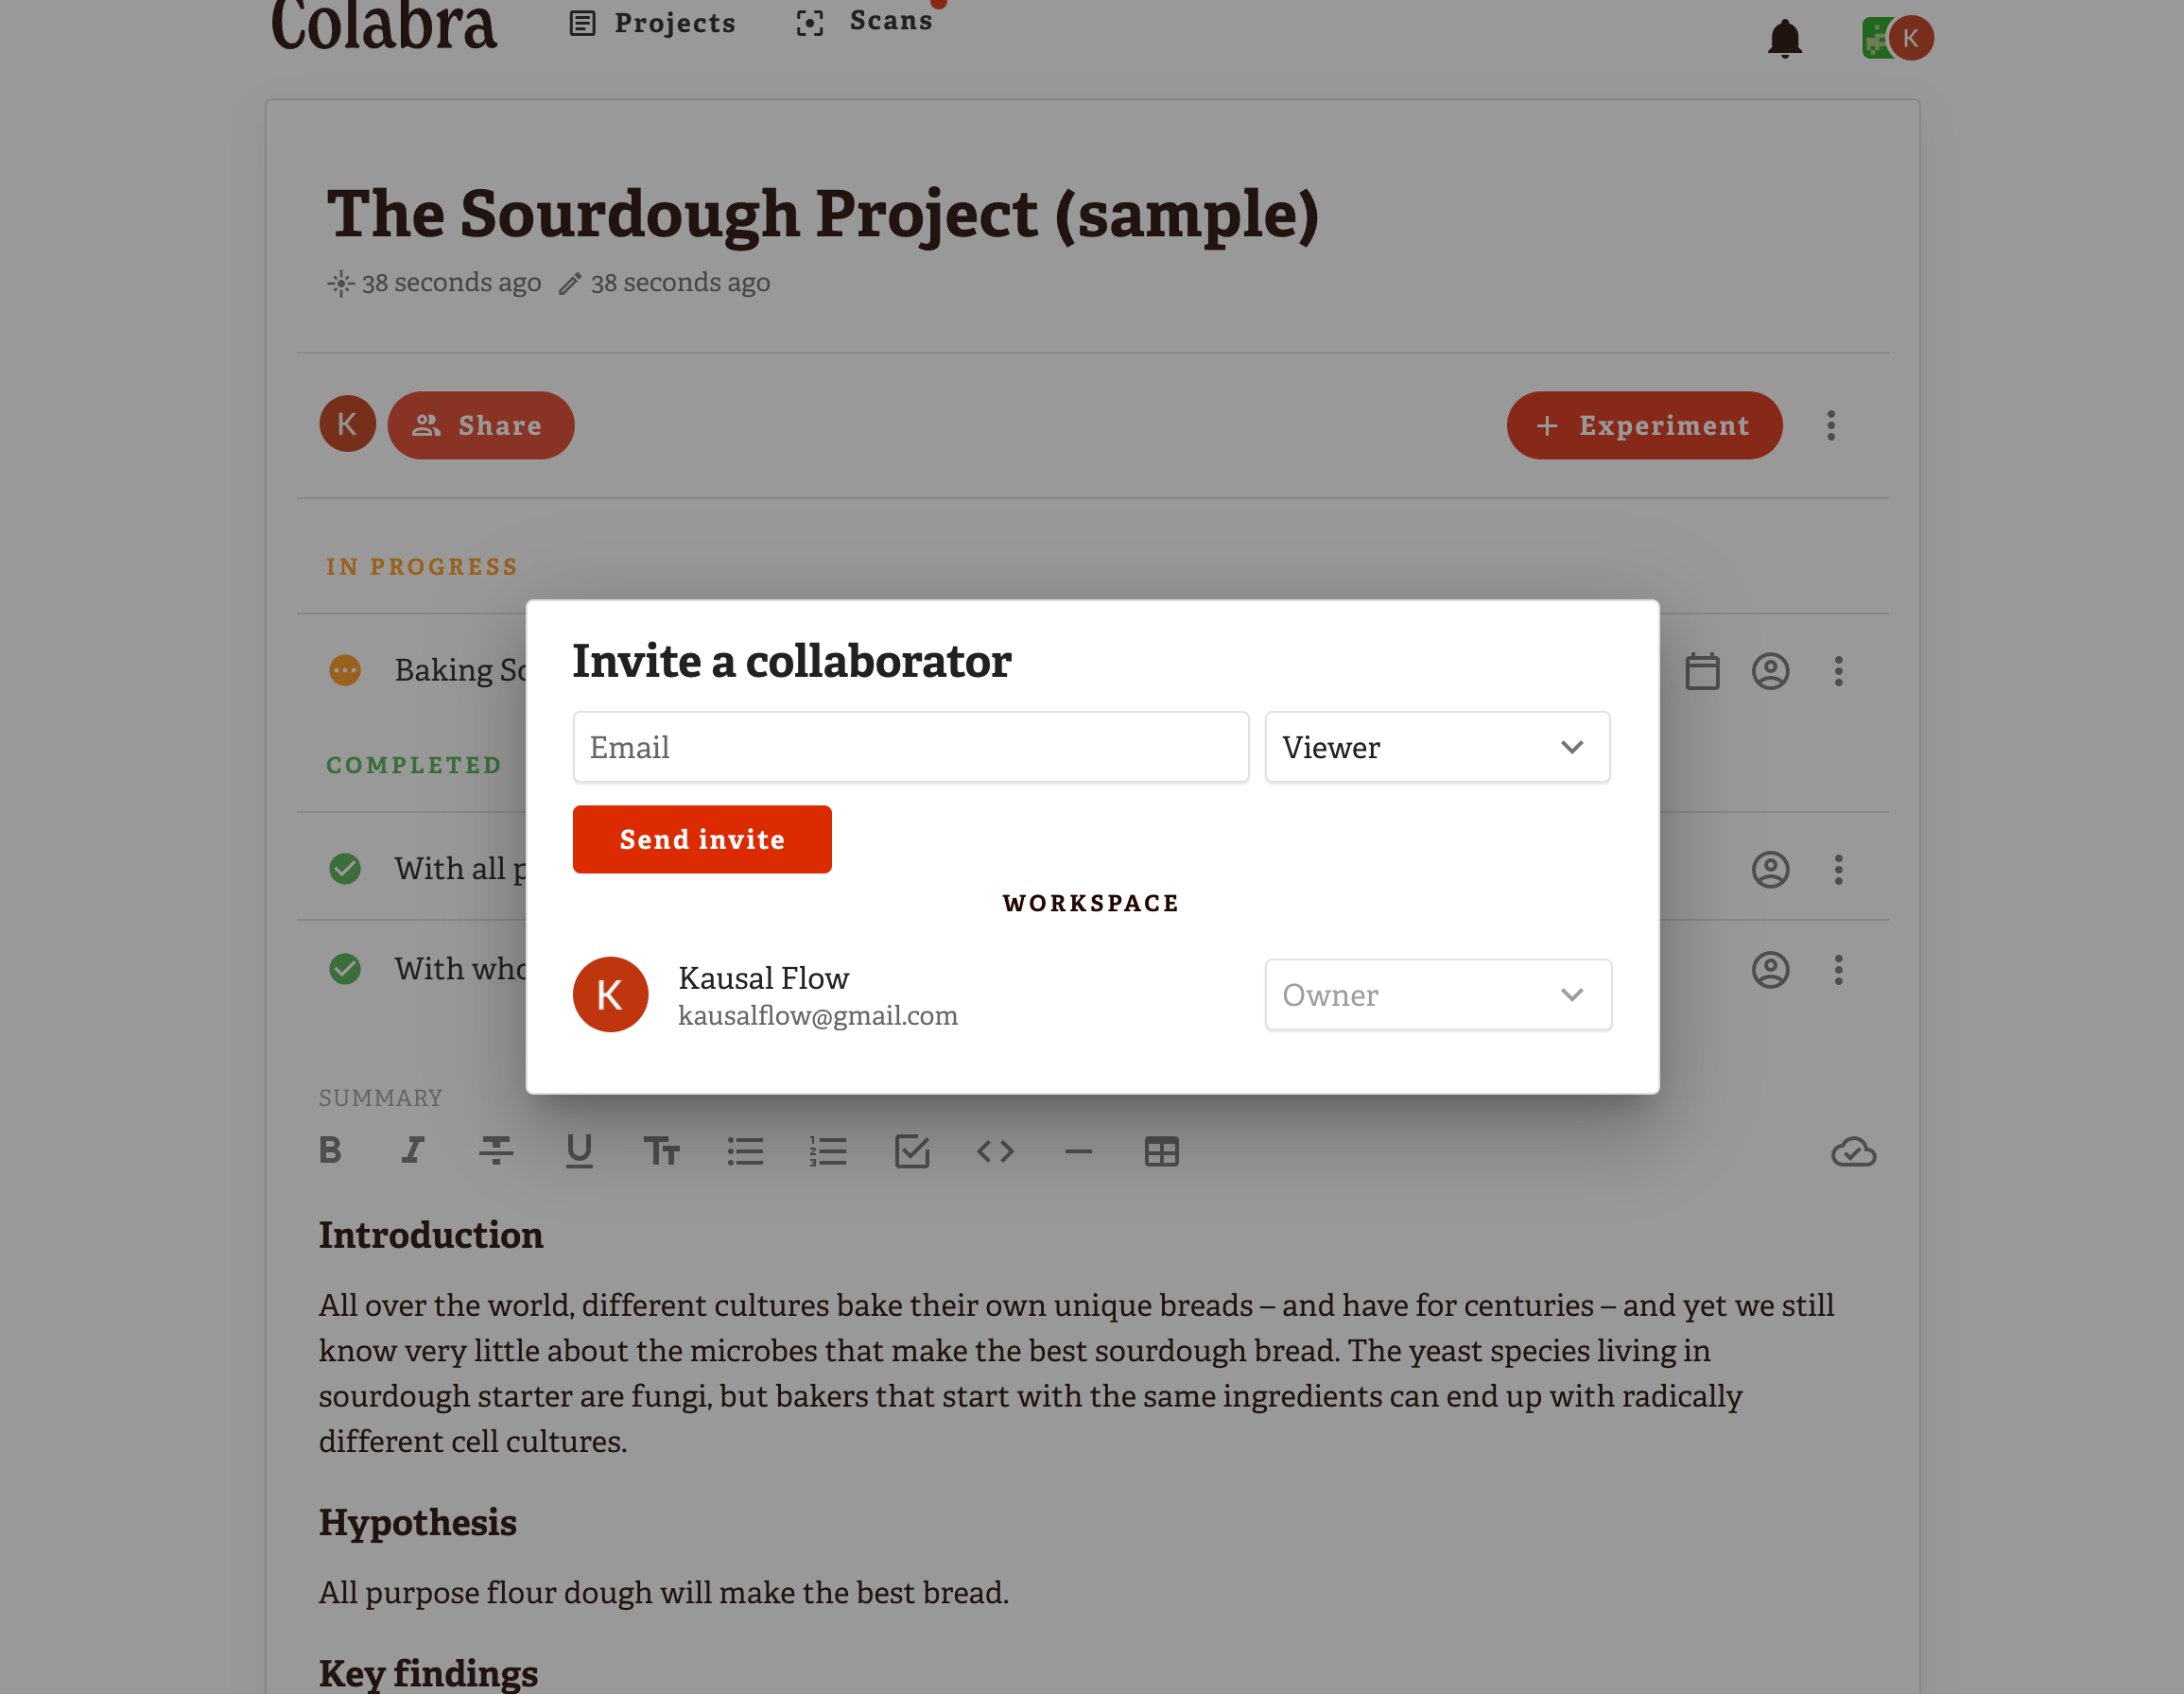 Colabra
Projects
Scans
K
The Sourdough Project (sample)
38 seconds ago 38 seconds ago
K
Share
+ Experiment
IN PROGRESS
Baking So
COMPLETED
With all p
With who
Invite a collaborator
Email
Viewer
Send invite
WORKSPACE
K
Kausal Flow
kausalflow@gmail.com
Owner
SUMMARY
Introduction
All over the world, different cultures bake their own unique breads – and have for centuries – and yet we still
know very little about the microbes that make the best sourdough bread. The yeast species living in
sourdough starter are fungi, but bakers that start with the same ingredients can end up with radically
different cell cultures.
Hypothesis
All purpose flour dough will make the best bread.
Key findings